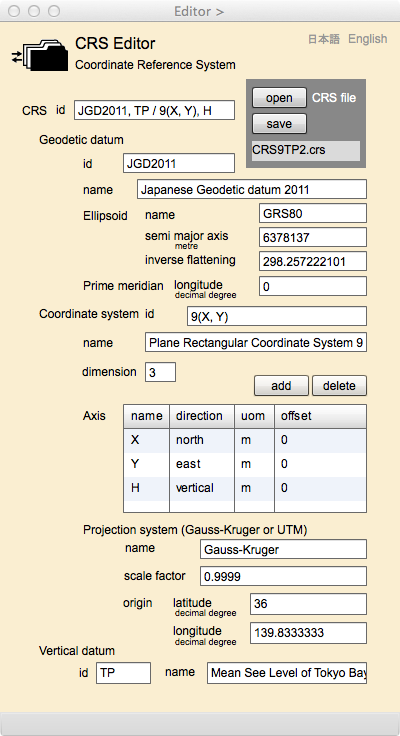 Editor >
CRS Editor
日本語 English
Coordinate Reference System
open CRS file
save
CRS9TP2.crs
CRS id JGD2011, TP / 9(X, Y), H
Geodetic datum
id JGD2011
name Japanese Geodetic datum 2011
Ellipsoid name GRS80
semi major axis 6378137
metre
inverse flattening 298.257222101
Prime meridian longitude 0
decimal degree
Coordinate system id 9(X, Y)
name Plane Rectangular Coordinate System 9
dimension 3
add delete
Axis name direction uom offset
X north m 0
Y east m 0
H vertical m 0
Projection system (Gauss-Kruger or UTM)
name Gauss-Kruger
scale factor 0.9999
origin latitude 36
decimal degree
longitude 139.8333333
decimal degree
Vertical datum
id TP name Mean See Level of Tokyo Bay